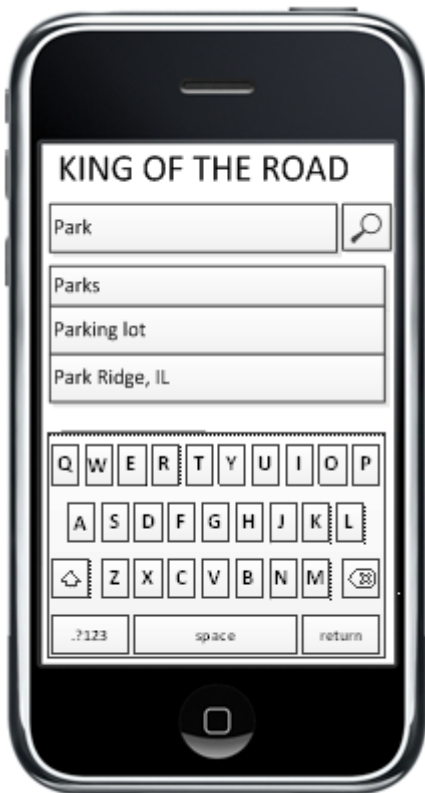 KING OF THE ROAD
Park
Parks
Parking lot
Park Ridge, IL
Q W E R T Y U I O P
A S D F G H J K L
Z X C V B N M
.?123 space return